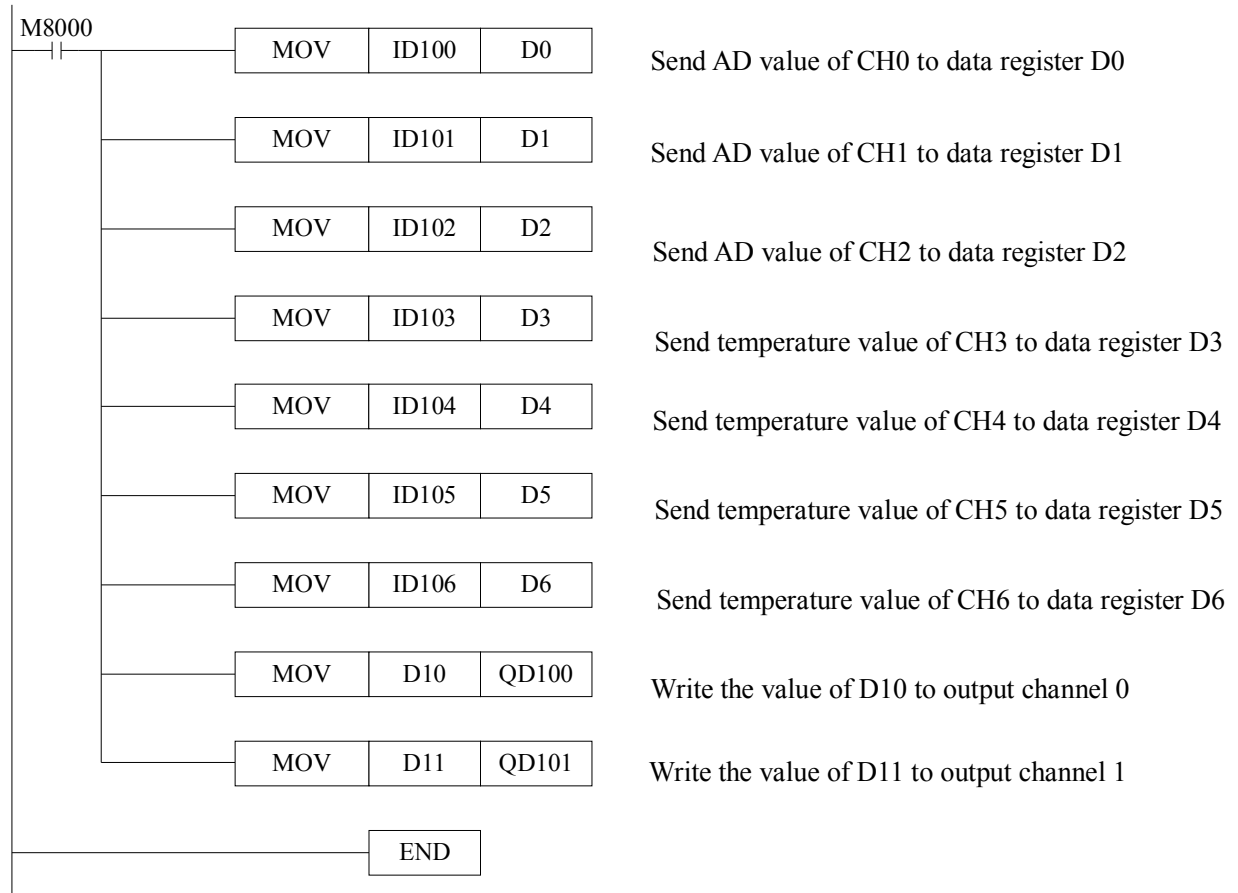 M8000
MOV ID100 D0 Send AD value of CH0 to data register D0
MOV ID101 D1 Send AD value of CH1 to data register D1
MOV ID102 D2 Send AD value of CH2 to data register D2
MOV ID103 D3 Send temperature value of CH3 to data register D3
MOV ID104 D4 Send temperature value of CH4 to data register D4
MOV ID105 D5 Send temperature value of CH5 to data register D5
MOV ID106 D6 Send temperature value of CH6 to data register D6
MOV D10 QD100 Write the value of D10 to output channel 0
MOV D11 QD101 Write the value of D11 to output channel 1
END